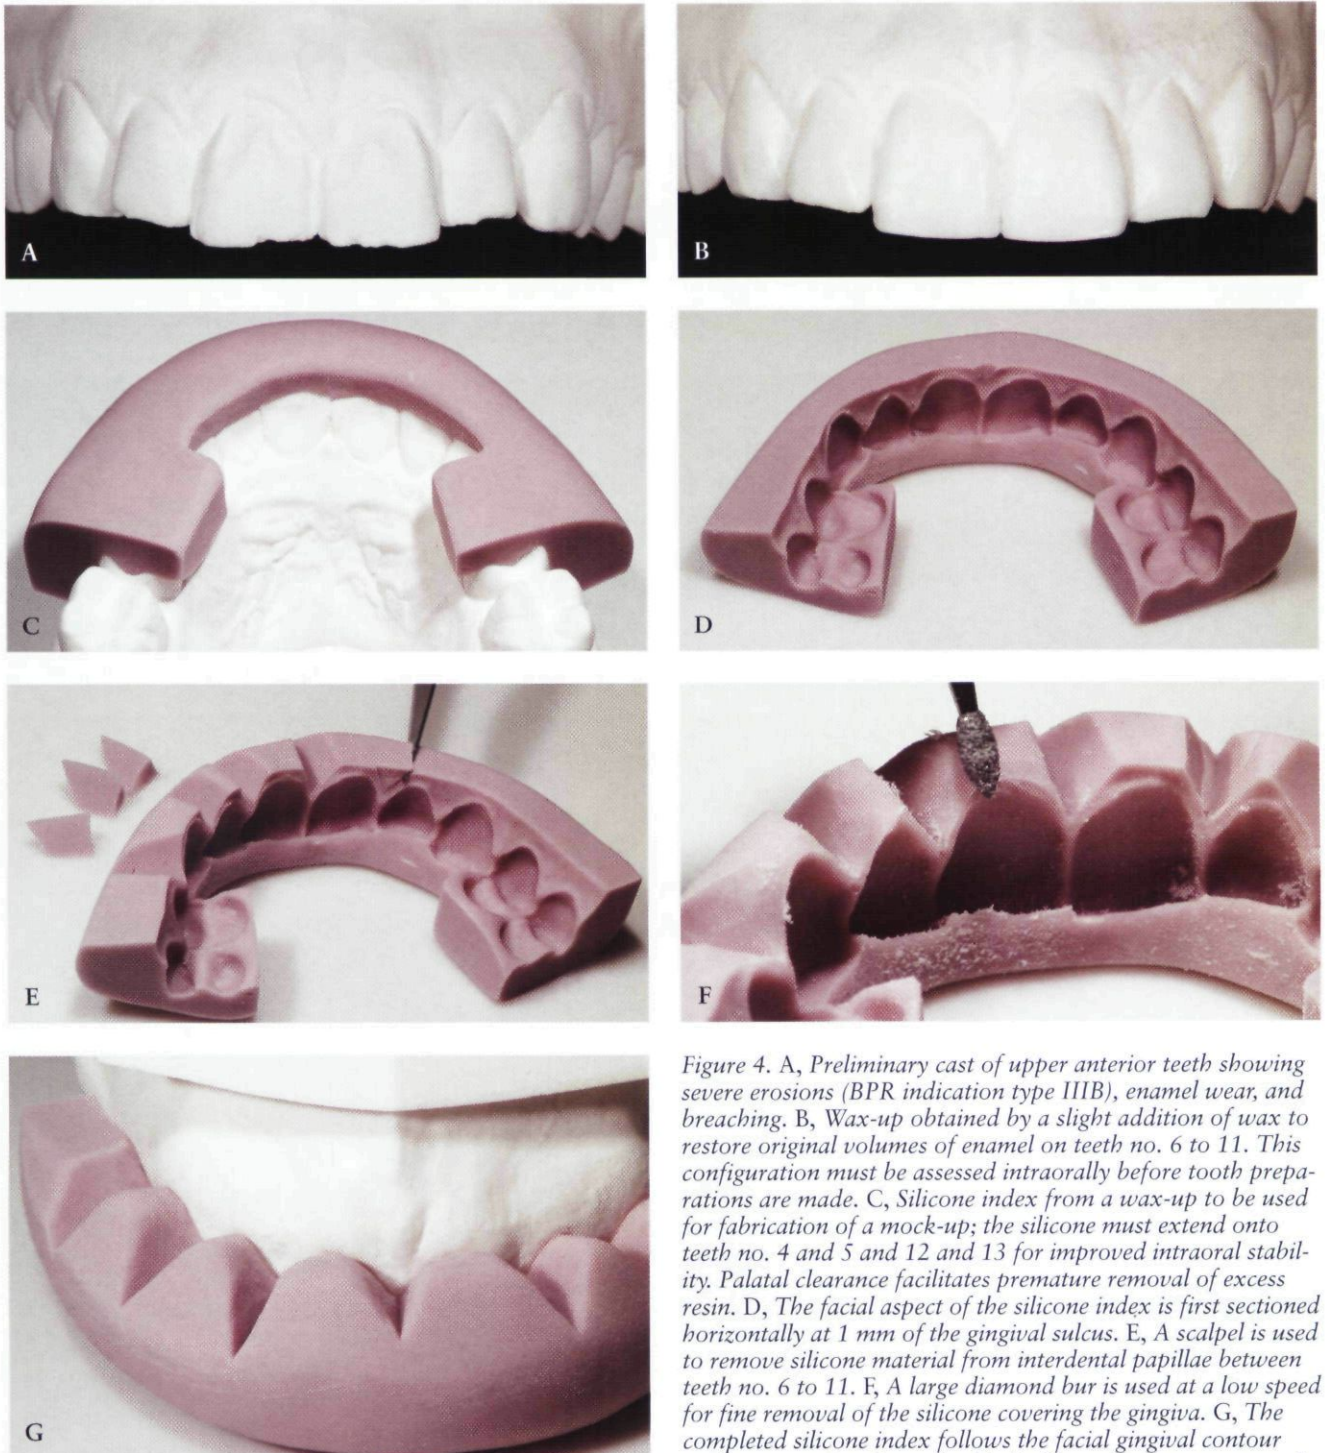 A
B
C
D
E
F
G
Figure 4. A, Preliminary cast of upper anterior teeth showing
severe erosions (BPR indication type IIIB), enamel wear, and
breaching. B, Wax-up obtained by a slight addition of wax to
restore original volumes of enamel on teeth no. 6 to 11. This
configuration must be assessed intraorally before tooth prepa-
rations are made. C, Silicone index from a wax-up to be used
for fabrication of a mock-up; the silicone must extend onto
teeth no. 4 and 5 and 12 and 13 for improved intraoral stabil-
ity. Palatal clearance facilitates premature removal of excess
resin. D, The facial aspect of the silicone index is first sectioned
horizontally at 1 mm of the gingival sulcus. E, A scalpel is used
to remove silicone material from interdental papillae between
teeth no. 6 to 11. F, A large diamond bur is used at a low speed
for fine removal of the silicone covering the gingiva. G, The
completed silicone index follows the facial gingival contour